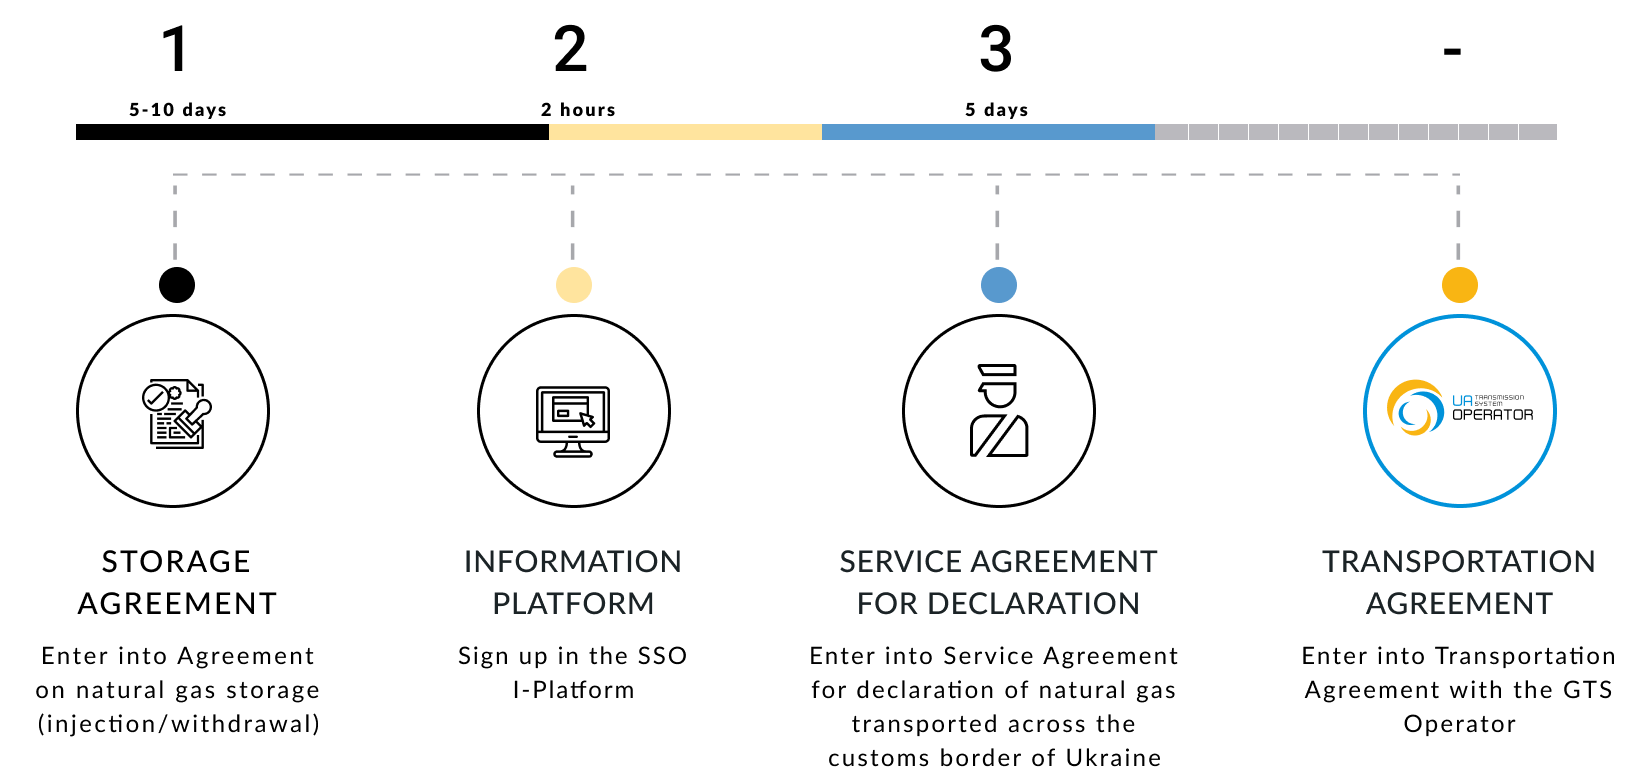 1
2
3
-
5-10 days
2 hours
5 days
UA TRANSMISSION
SYSTEM
OPERATOR
STORAGE
AGREEMENT
Enter into Agreement
on natural gas storage
(injection/withdrawal)
INFORMATION
PLATFORM
Sign up in the SSO
I-Platform
SERVICE AGREEMENT
FOR DECLARATION
Enter into Service Agreement
for declaration of natural gas
transported across the
customs border of Ukraine
TRANSPORTATION
AGREEMENT
Enter into Transportation
Agreement with the GTS
Operator